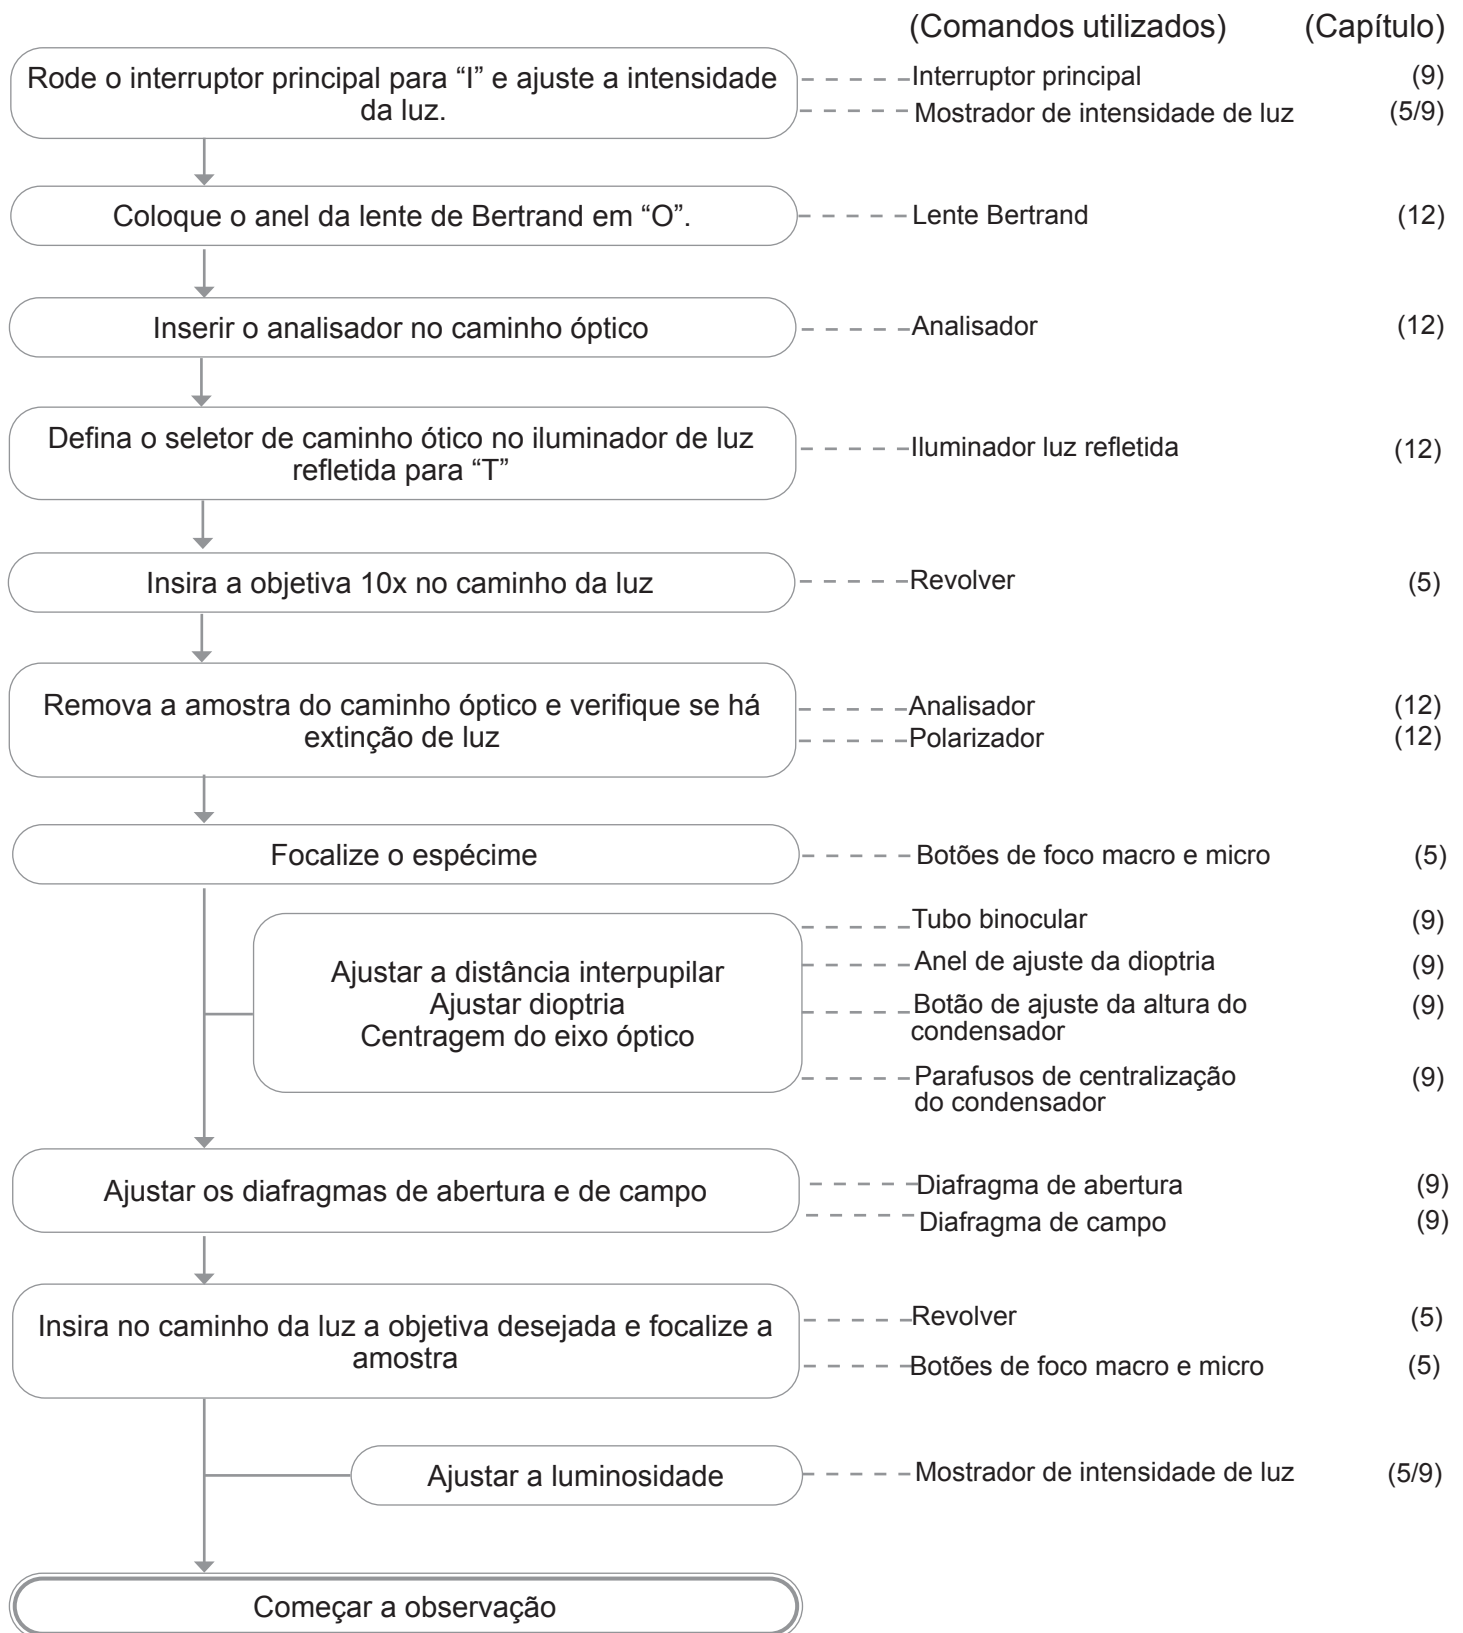 (Comandos utilizados) (Capítulo)
Rode o interruptor principal para “I” e ajuste a intensidade
da luz.
Interruptor principal (9)
Mostrador de intensidade de luz (5/9)
Coloque o anel da lente de Bertrand em “O”.
Lente Bertrand (12)
Inserir o analisador no caminho óptico
Analisador (12)
Defina o seletor de caminho ótico no iluminador de luz
refletida para “T”
Iluminador luz refletida (12)
Insira a objetiva 10x no caminho da luz
Revolver (5)
Remova a amostra do caminho óptico e verifique se há
extinção de luz
Analisador (12)
Polarizador (12)
Focalize o espécime
Botões de foco macro e micro (5)
Ajustar a distância interpupilar
Ajustar dioptria
Centragem do eixo óptico
Tubo binocular (9)
Anel de ajuste da dioptria (9)
Botão de ajuste da altura do (9)
condensador
Parafusos de centralização (9)
do condensador
Ajustar os diafragmas de abertura e de campo
Diafragma de abertura (9)
Diafragma de campo (9)
Insira no caminho da luz a objetiva desejada e focalize a
amostra
Revolver (5)
Botões de foco macro e micro (5)
Ajustar a luminosidade
Mostrador de intensidade de luz (5/9)
Começar a observação